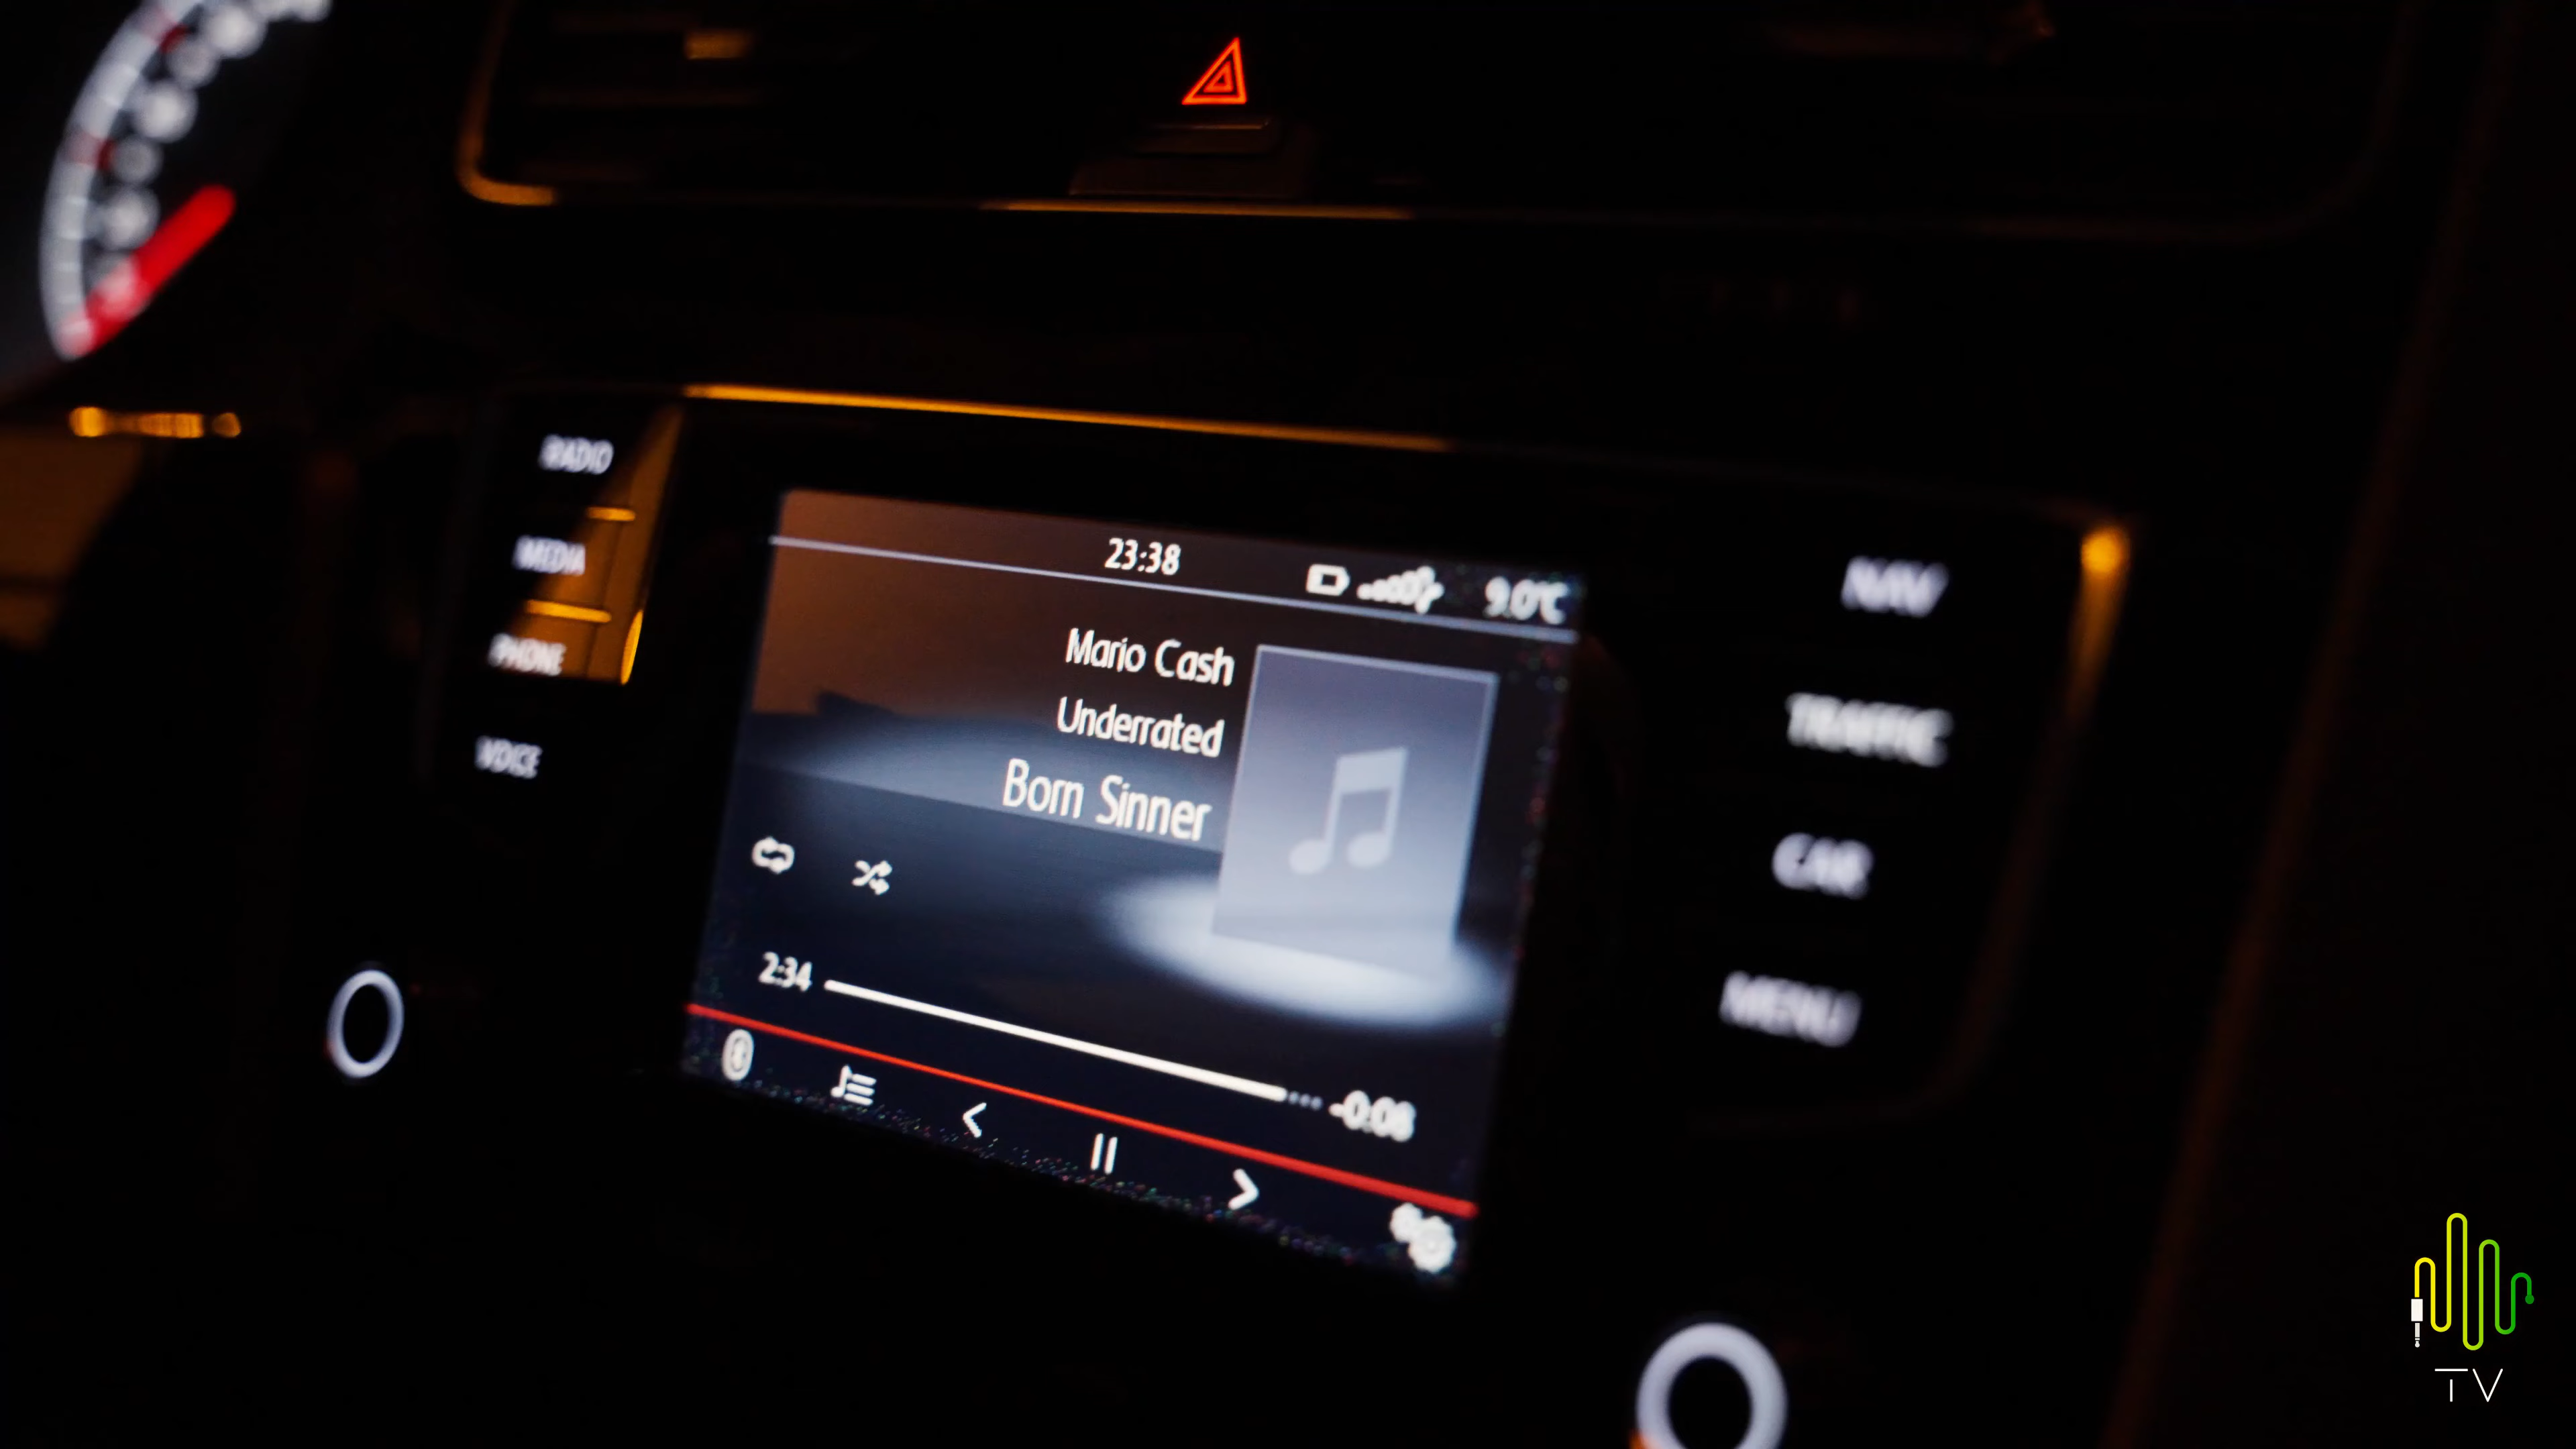 RADIO
MEDIA
PHONE
VOICE
23:38
9.0°C
Mario Cash
Underrated
Born Sinner
2:34
-0:08
NAV
TRAFFIC
CAR
MENU
TV